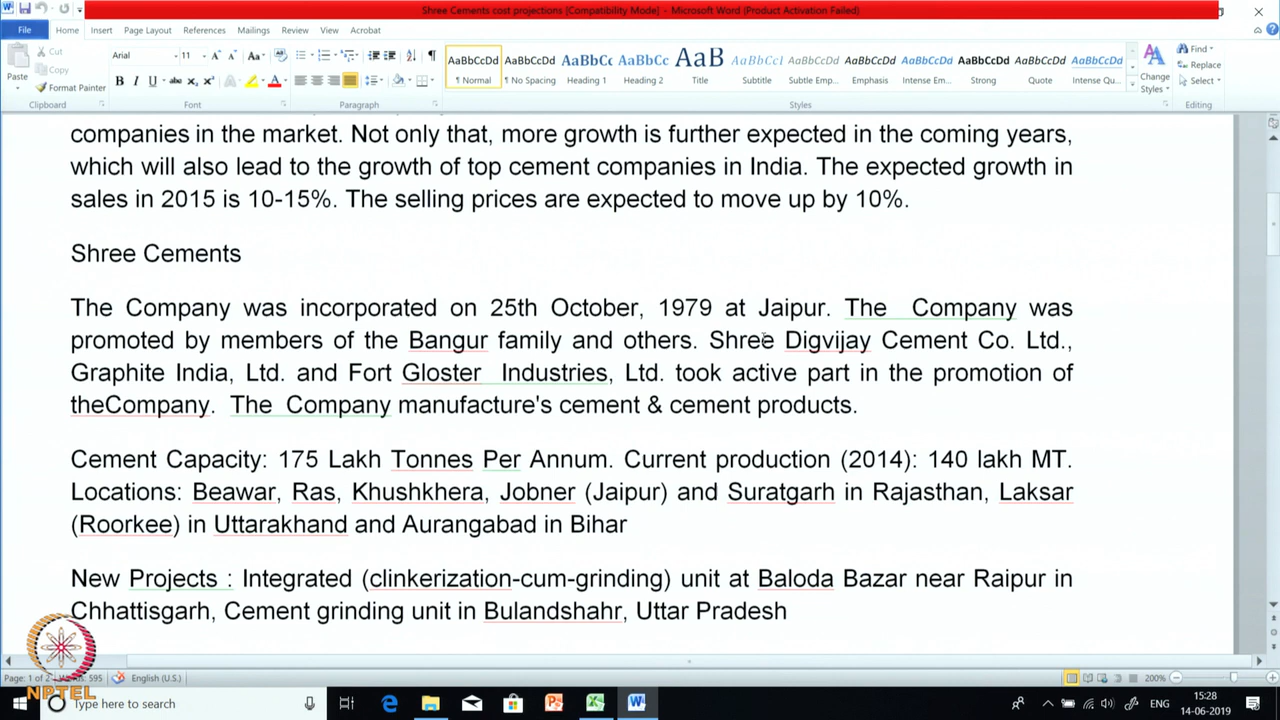 Shree Cements cost projections [Compatibility Mode] - Microsoft Word (Product Activation Failed)
File Home Insert Page Layout References Mailings Review View Acrobat
Paste
Cut
Copy
Format Painter
Clipboard
Arial 11
Font
Paragraph
AaBbCcDd AaBbCcDd AaBbCc AaBbCc AaB AaBbCcI AaBbCcDd AaBbCcDd AaBbCcDd AaBbCcDd AaBbCcDd AaBbCcDd
¶ Normal ¶ No Spacing Heading 1 Heading 2 Title Subtitle Subtle Emp... Emphasis Intense Em... Strong Quote Intense Qu...
Styles
Change Styles
Find
Replace
Select
Editing
companies in the market. Not only that, more growth is further expected in the coming years,
which will also lead to the growth of top cement companies in India. The expected growth in
sales in 2015 is 10-15%. The selling prices are expected to move up by 10%.
Shree Cements
The Company was incorporated on 25th October, 1979 at Jaipur. The Company was
promoted by members of the Bangur family and others. Shree Digvijay Cement Co. Ltd.,
Graphite India, Ltd. and Fort Gloster Industries, Ltd. took active part in the promotion of
theCompany. The Company manufacture's cement & cement products.
Cement Capacity: 175 Lakh Tonnes Per Annum. Current production (2014): 140 lakh MT.
Locations: Beawar, Ras, Khushkhera, Jobner (Jaipur) and Suratgarh in Rajasthan, Laksar
(Roorkee) in Uttarakhand and Aurangabad in Bihar
New Projects : Integrated (clinkerization-cum-grinding) unit at Baloda Bazar near Raipur in
Chhattisgarh, Cement grinding unit in Bulandshahr, Uttar Pradesh
Page: 1 of 2 595 English (U.S.) 200%
NPTEL
Type here to search
ENG
15:28
14-06-2019